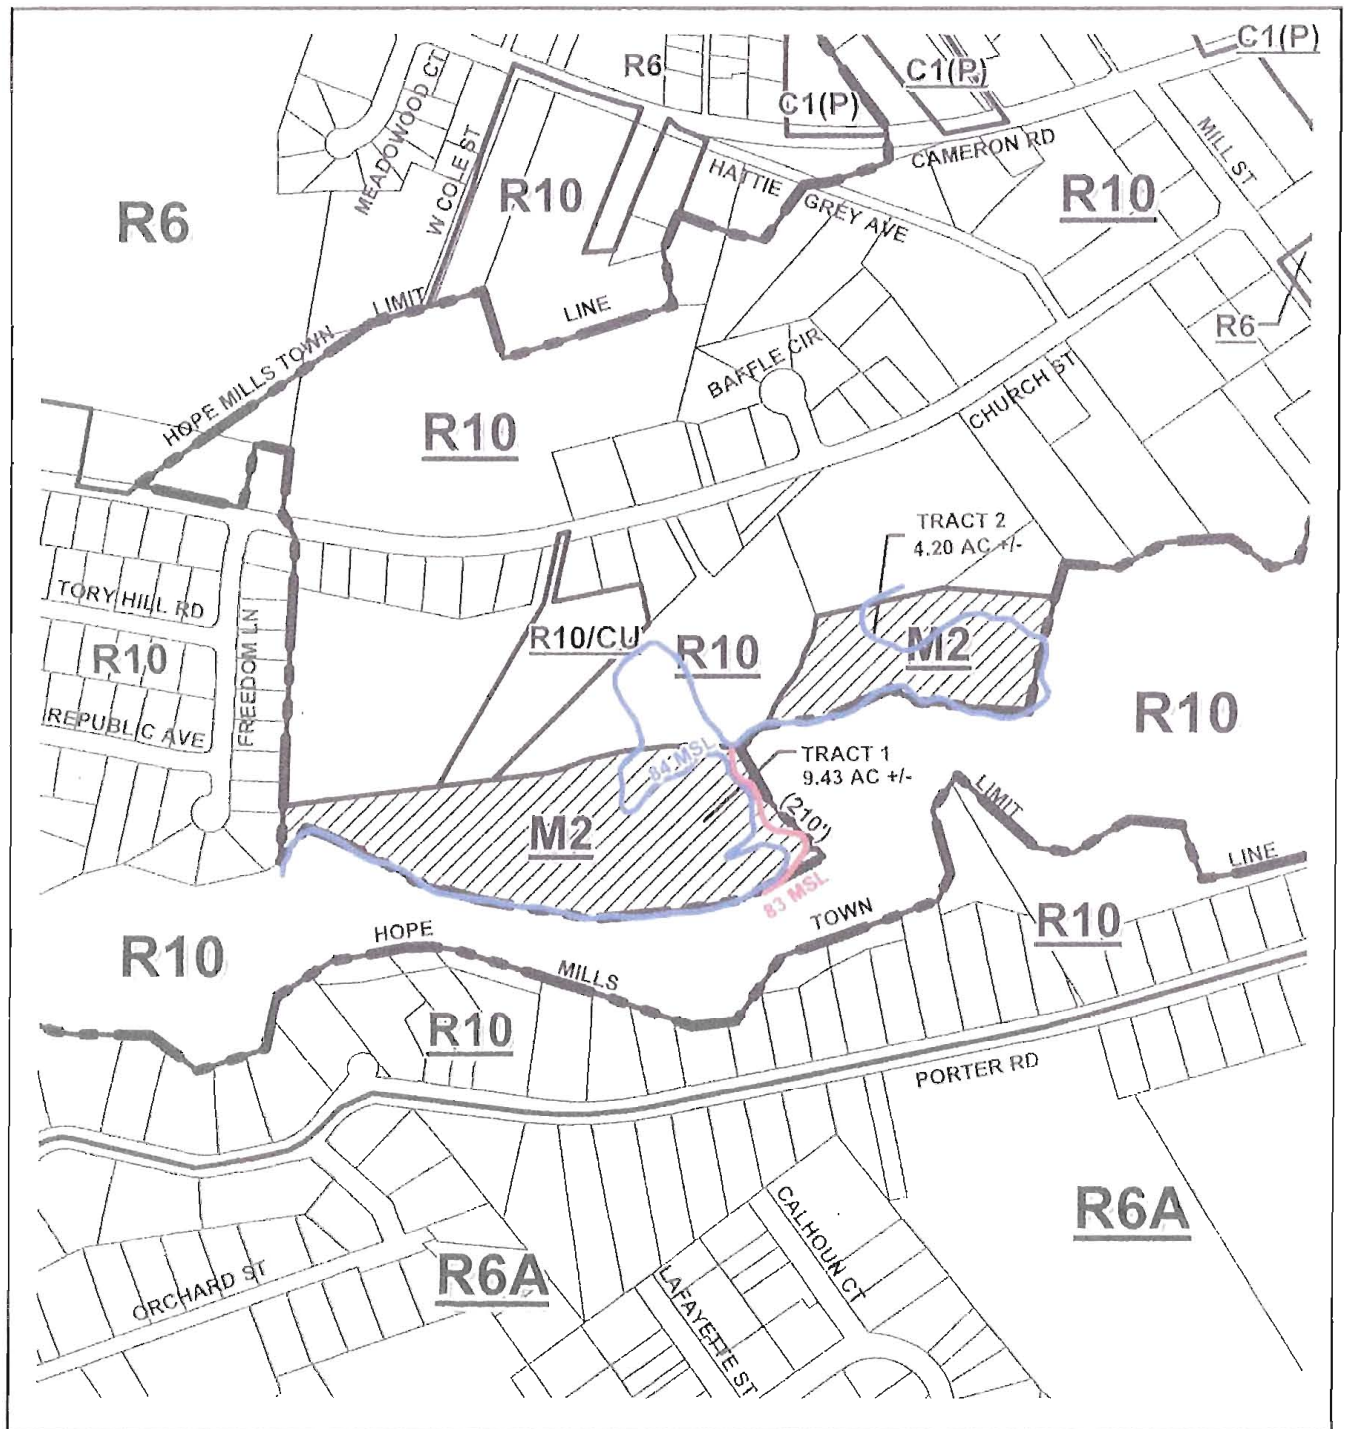 C1(P)
R6
C1(P)
C1(P)
MEADOWOOD CT
W COLE ST
MILL ST
CAMERON RD
HATTIE
GREY AVE
R10
R10
R6
LIMIT
LINE
HOPE MILLS TOWN
R6
BAFFLE CIR
CHURCH ST
R10
TRACT 2
4.20 AC +/-
TORY HILL RD
FREEDOM LN
R10/CU
R10
M2
R10
R10
REPUBLIC AVE
84 MSL
TRACT 1
9.43 AC +/-
(210')
LIMIT
M2
LINE
83 MSL
TOWN
R10
HOPE
R10
MILLS
R10
PORTER RD
CALHOUN CT
R6A
R6A
ORCHARD ST
LAFAYETTE ST